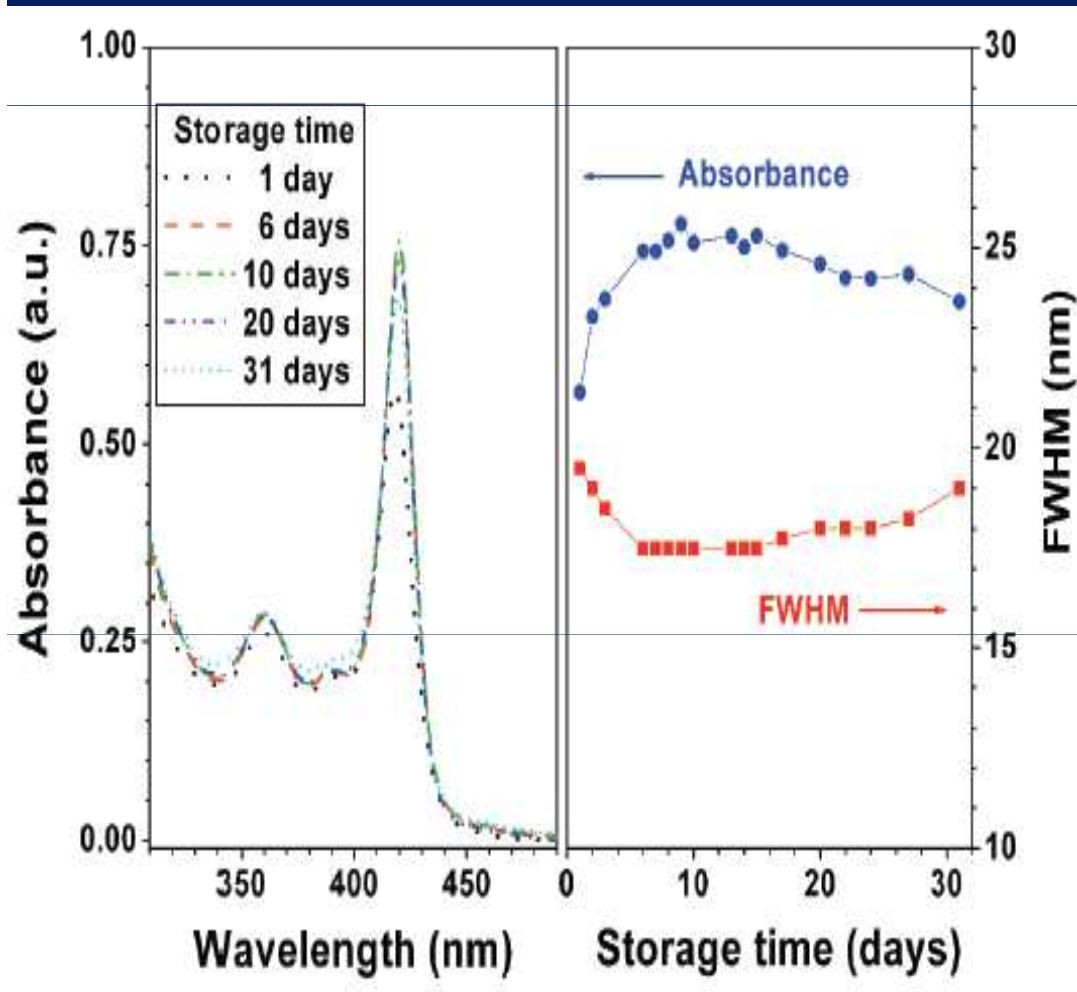 1.00
0.75
0.50
0.25
0.00
Absorbance (a.u.)
Storage time
1 day
6 days
10 days
20 days
31 days
350
400
450
Wavelength (nm)
Absorbance
FWHM
0
10
20
30
Storage time (days)
30
25
20
15
10
FWHM (nm)